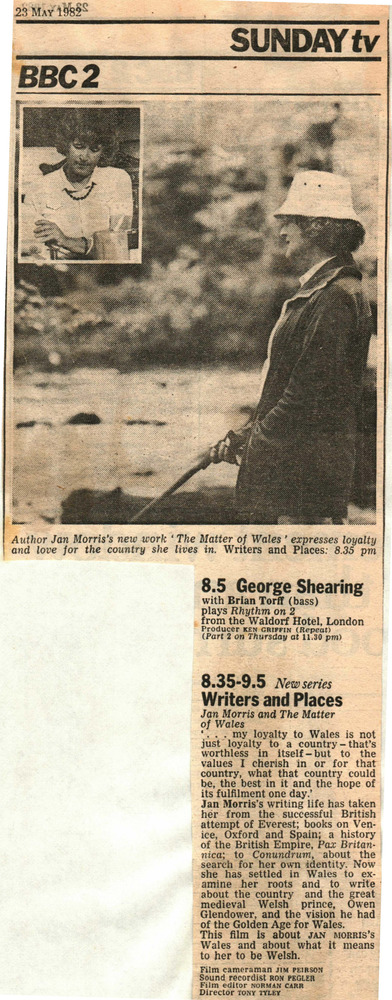 23 MAY 1982
SUNDAY tv
BBC 2
Author Jan Morris's new work 'The Matter of Wales' expresses loyalty
and love for the country she lives in. Writers and Places: 8.35 pm
8.5 George Shearing
with Brian Torff (bass)
plays Rhythm on 2
from the Waldorf Hotel, London
Producer KEN GRIFFIN (Repeat)
(Part 2 on Thursday at 11.30 pm)
8.35-9.5 New series
Writers and Places
Jan Morris and The Matter
of Wales
'. . . my loyalty to Wales is not
just loyalty to a country – that's
worthless in itself – but to the
values I cherish in or for that
country, what that country could
be, the best in it and the hope of
its fulfilment one day.'
Jan Morris's writing life has taken
her from the successful British
attempt of Everest; books on Ven-
ice, Oxford and Spain; a history
of the British Empire, Pax Britan-
nica; to Conundrum, about the
search for her own identity. Now
she has settled in Wales to ex-
amine her roots and to write
about the country and the great
medieval Welsh prince, Owen
Glendower, and the vision he had
of the Golden Age for Wales.
This film is about JAN MORRIS's
Wales and about what it means
to her to be Welsh.
Film cameraman JIM PEIRSON
Sound recordist RON PEGLER
Film editor NORMAN CARR
Director TONY TYLEY